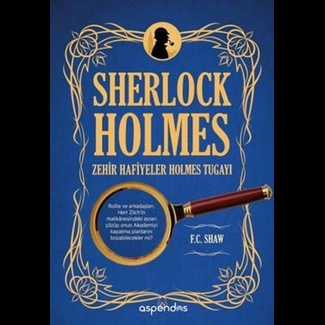 SHERLOCK
HOLMES
ZEHİR HAFİYELER HOLMES TUGAYI
Rollie ve arkadaşları,
Herr Zilch'in
malikânesindeki esrarı
çözüp onun Akademiyi
kapatma planlarını
bozabilecekler mi?
F.C. SHAW
aspendos